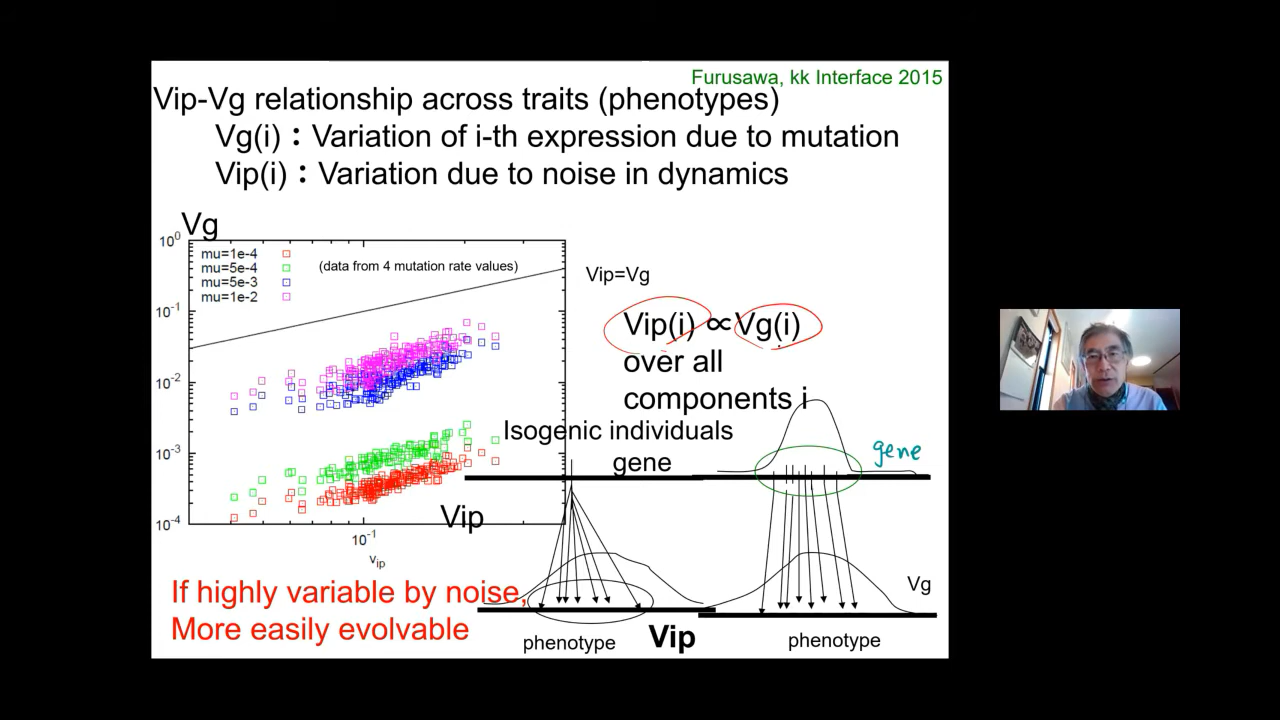 Furusawa, kk Interface 2015
Vip-Vg relationship across traits (phenotypes)
Vg(i)：Variation of i-th expression due to mutation
Vip(i)：Variation due to noise in dynamics
Vg
10^0
10^-1
10^-2
10^-3
10^-4
mu=1e-4
mu=5e-4
mu=5e-3
mu=1e-2
(data from 4 mutation rate values)
Vip=Vg
Vip(i) ∝Vg(i)
over all
components i
Isogenic individuals
gene
gene
Vip
10^-1
v_ip
If highly variable by noise,
More easily evolvable
phenotype
Vip
Vg
phenotype